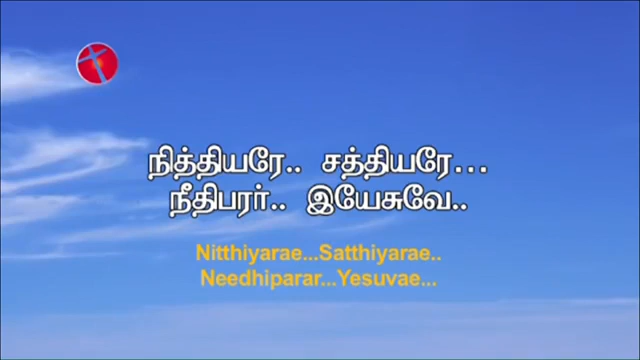 நித்தியரே.. சத்தியரே...
நீதிபரர்.. இயேசுவே..
Nitthiyarae...Satthiyarae..
Needhiparar...Yesuvae...